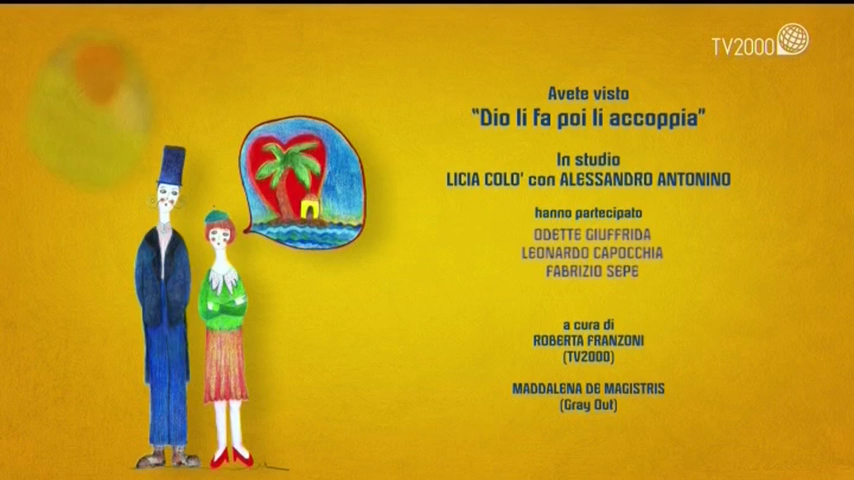 TV2000
Avete visto
"Dio li fa poi li accoppia"
In studio
LICIA COLO' con ALESSANDRO ANTONINO
hanno partecipato
ODETTE GIUFFRIDA
LEONARDO CAPOCCHIA
FABRIZIO SEPE
a cura di
ROBERTA FRANZONI
(TV2000)
MADDALENA DE MAGISTRIS
(Gray Out)